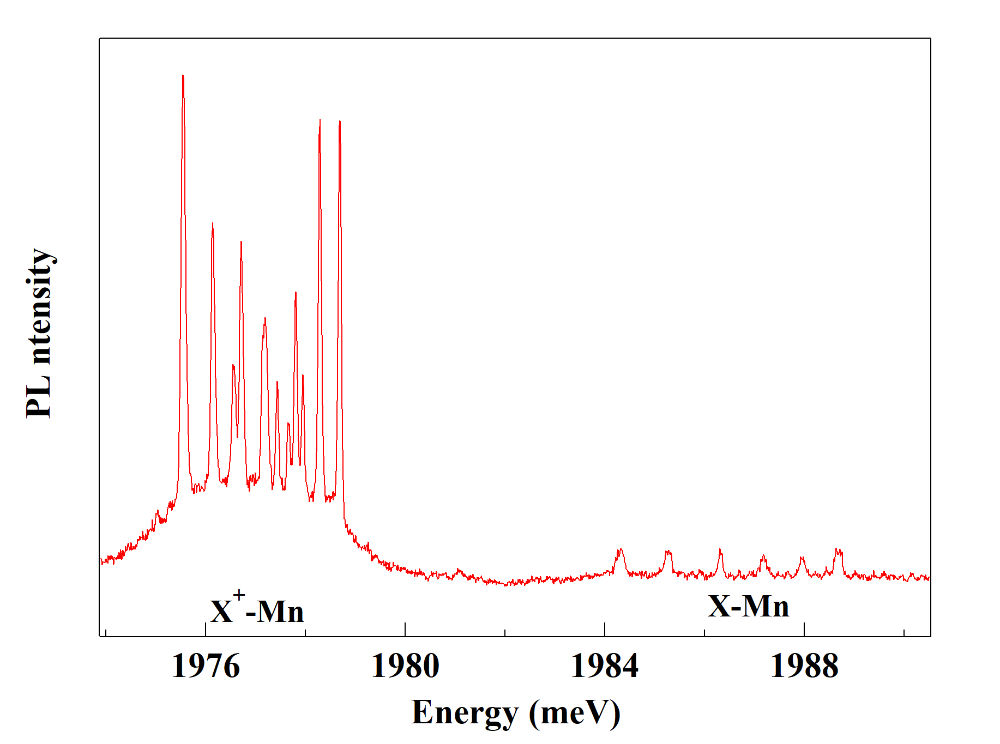 PL ntensity
X+-Mn
X-Mn
1976 1980 1984 1988
Energy (meV)